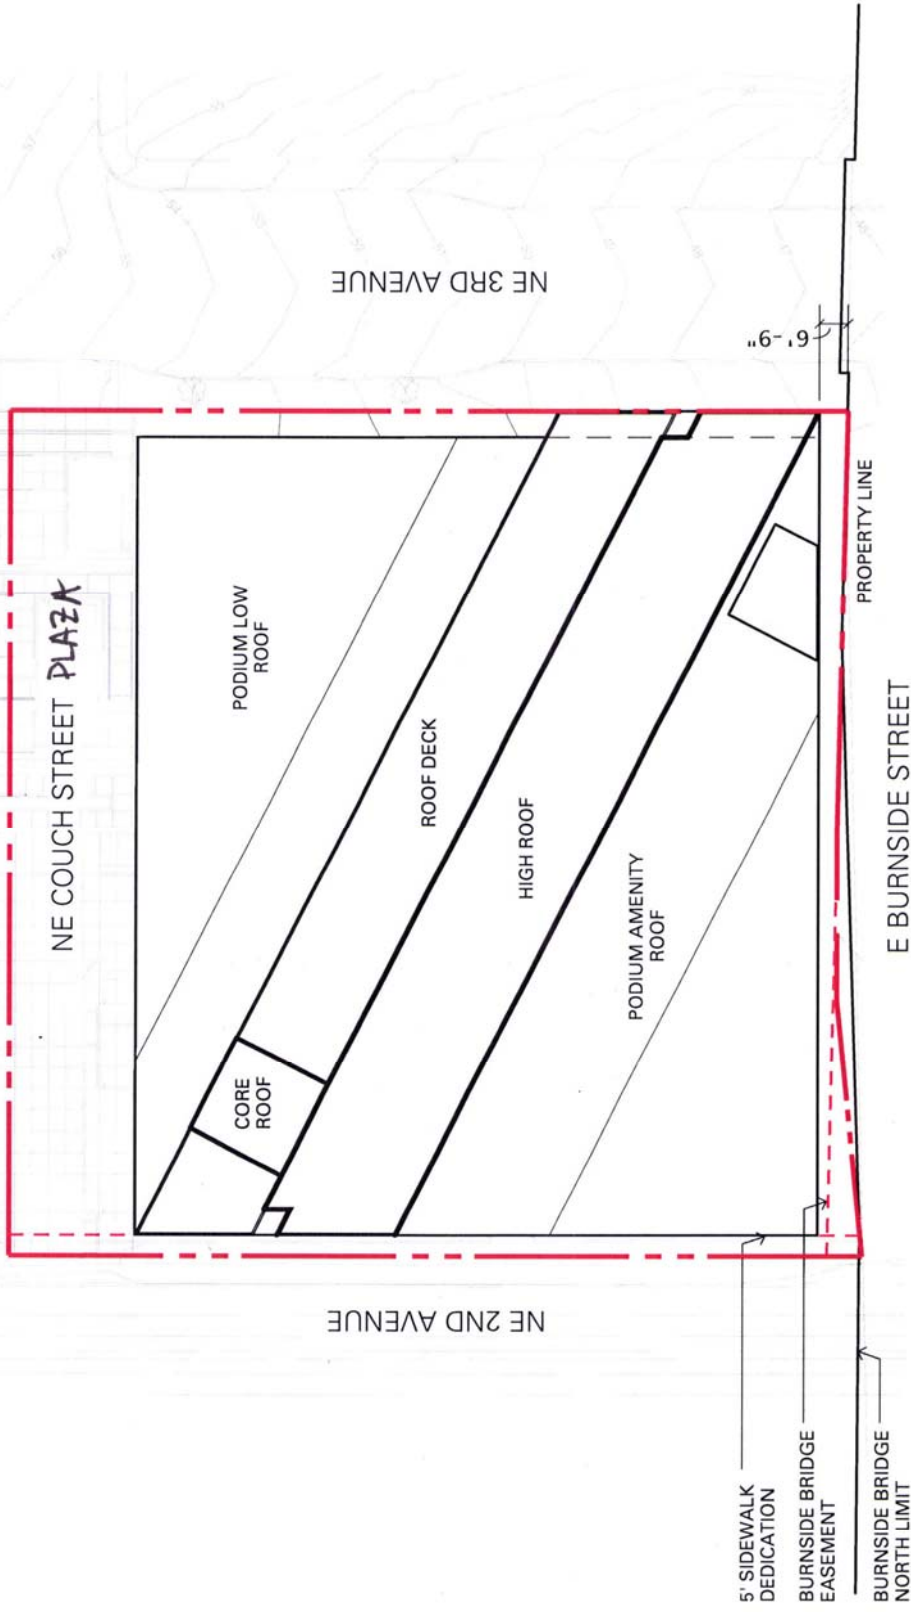 NE COUCH STREET PLAZA
NE 3RD AVENUE
6'-9"
PODIUM LOW
ROOF
ROOF DECK
HIGH ROOF
CORE
ROOF
PODIUM AMENITY
ROOF
PROPERTY LINE
E BURNSIDE STREET
NE 2ND AVENUE
5' SIDEWALK
DEDICATION
BURNSIDE BRIDGE
EASEMENT
BURNSIDE BRIDGE
NORTH LIMIT